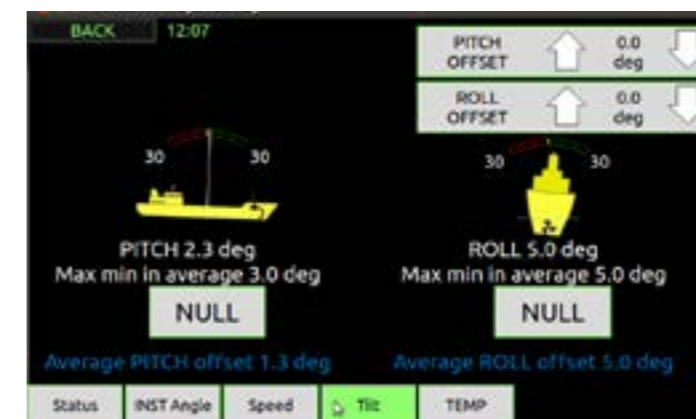 BACK 12:07
PITCH OFFSET 0.0 deg
ROLL OFFSET 0.0 deg
30 30
30 30
PITCH 2.3 deg
Max min in average 3.0 deg
NULL
Average PITCH offset 1.3 deg
ROLL 5.0 deg
Max min in average 5.0 deg
NULL
Average ROLL offset 5.0 deg
Status INST Angle Speed Tilt TEMP